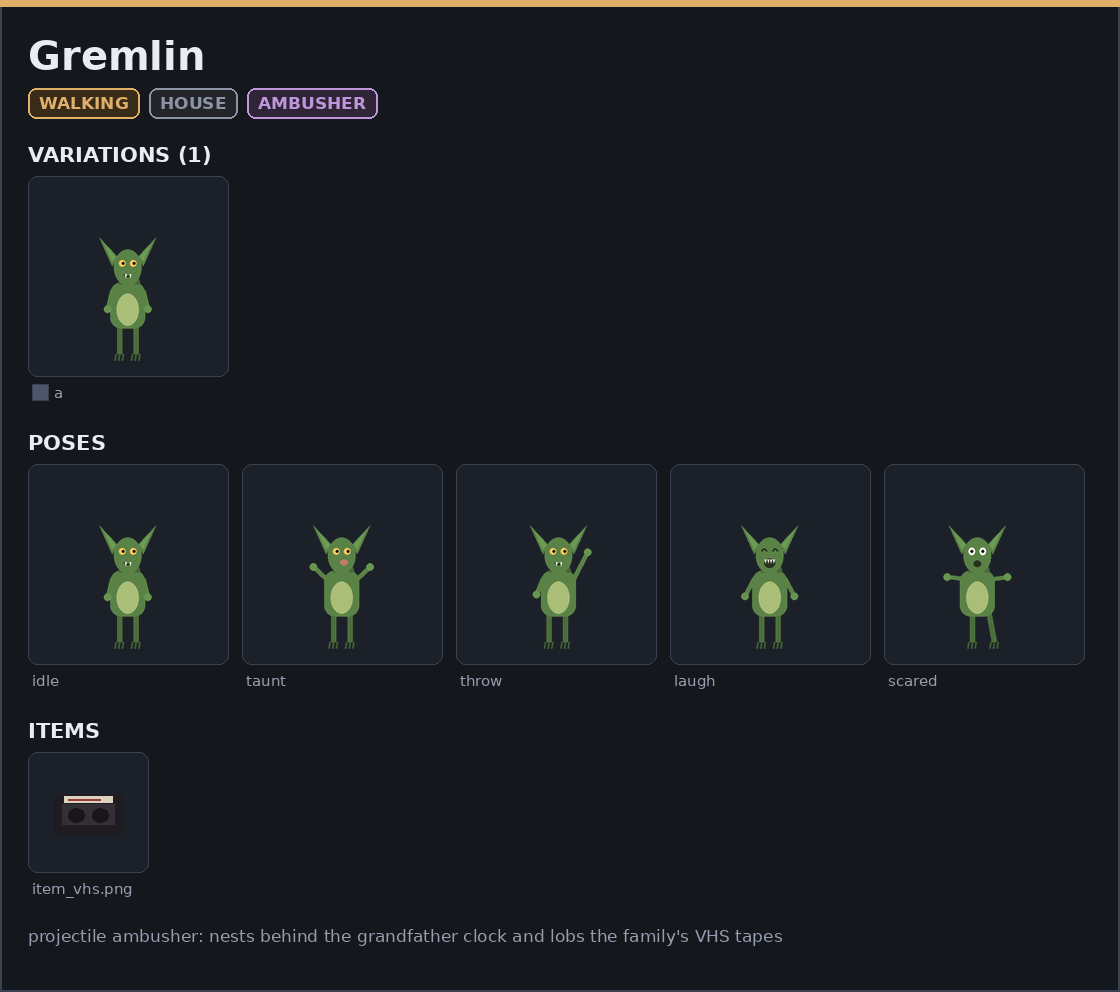 Gremlin
WALKING HOUSE AMBUSHER
VARIATIONS (1)
a
POSES
idle taunt throw laugh scared
ITEMS
item_vhs.png
projectile ambusher: nests behind the grandfather clock and lobs the family's VHS tapes